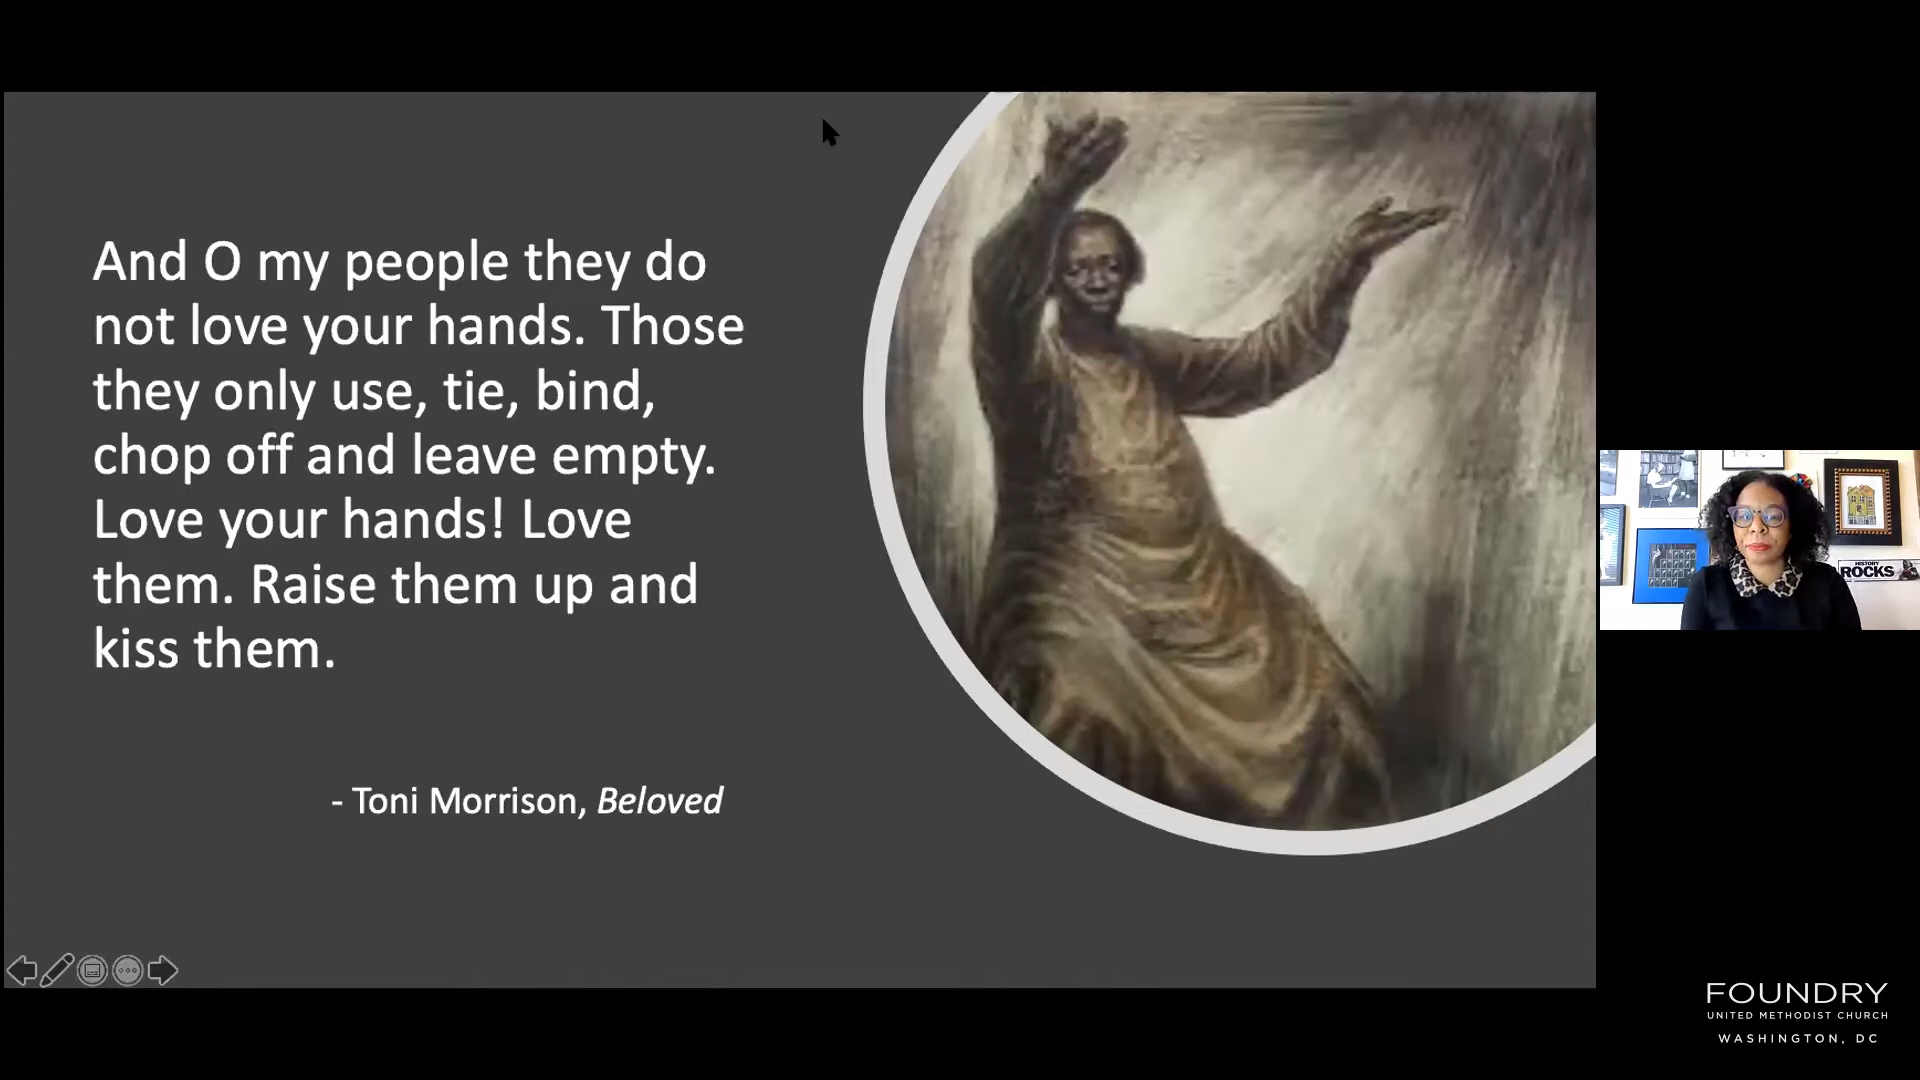 And O my people they do
not love your hands. Those
they only use, tie, bind,
chop off and leave empty.
Love your hands! Love
them. Raise them up and
kiss them.
- Toni Morrison, Beloved
HISTORY
ROCKS
FOUNDRY
UNITED METHODIST CHURCH
WASHINGTON, DC